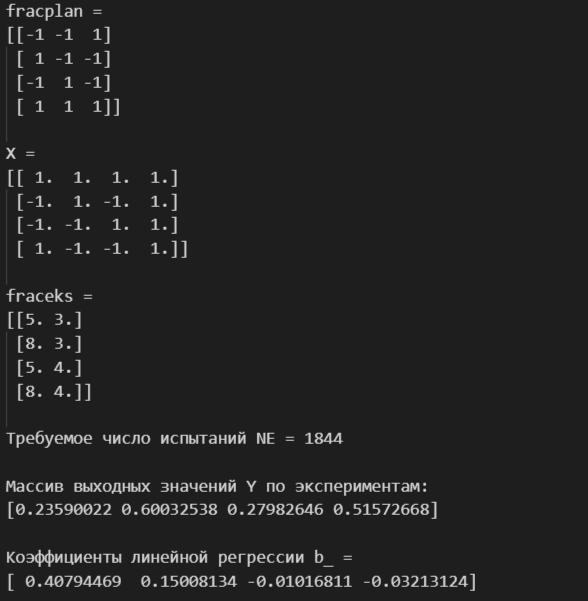 fracplan =
[[-1 -1  1]
 [ 1 -1 -1]
 [-1  1 -1]
 [ 1  1  1]]
X =
[[ 1.  1.  1.  1.]
 [-1.  1. -1.  1.]
 [-1. -1.  1.  1.]
 [ 1. -1. -1.  1.]]
fraceks =
[[5. 3.]
 [8. 3.]
 [5. 4.]
 [8. 4.]]
Требуемое число испытаний NE = 1844
Массив выходных значений Y по экспериментам:
[0.23590022 0.60032538 0.27982646 0.51572668]
Коэффициенты линейной регрессии b_ =
[ 0.40794469  0.15008134 -0.01016811 -0.03213124]